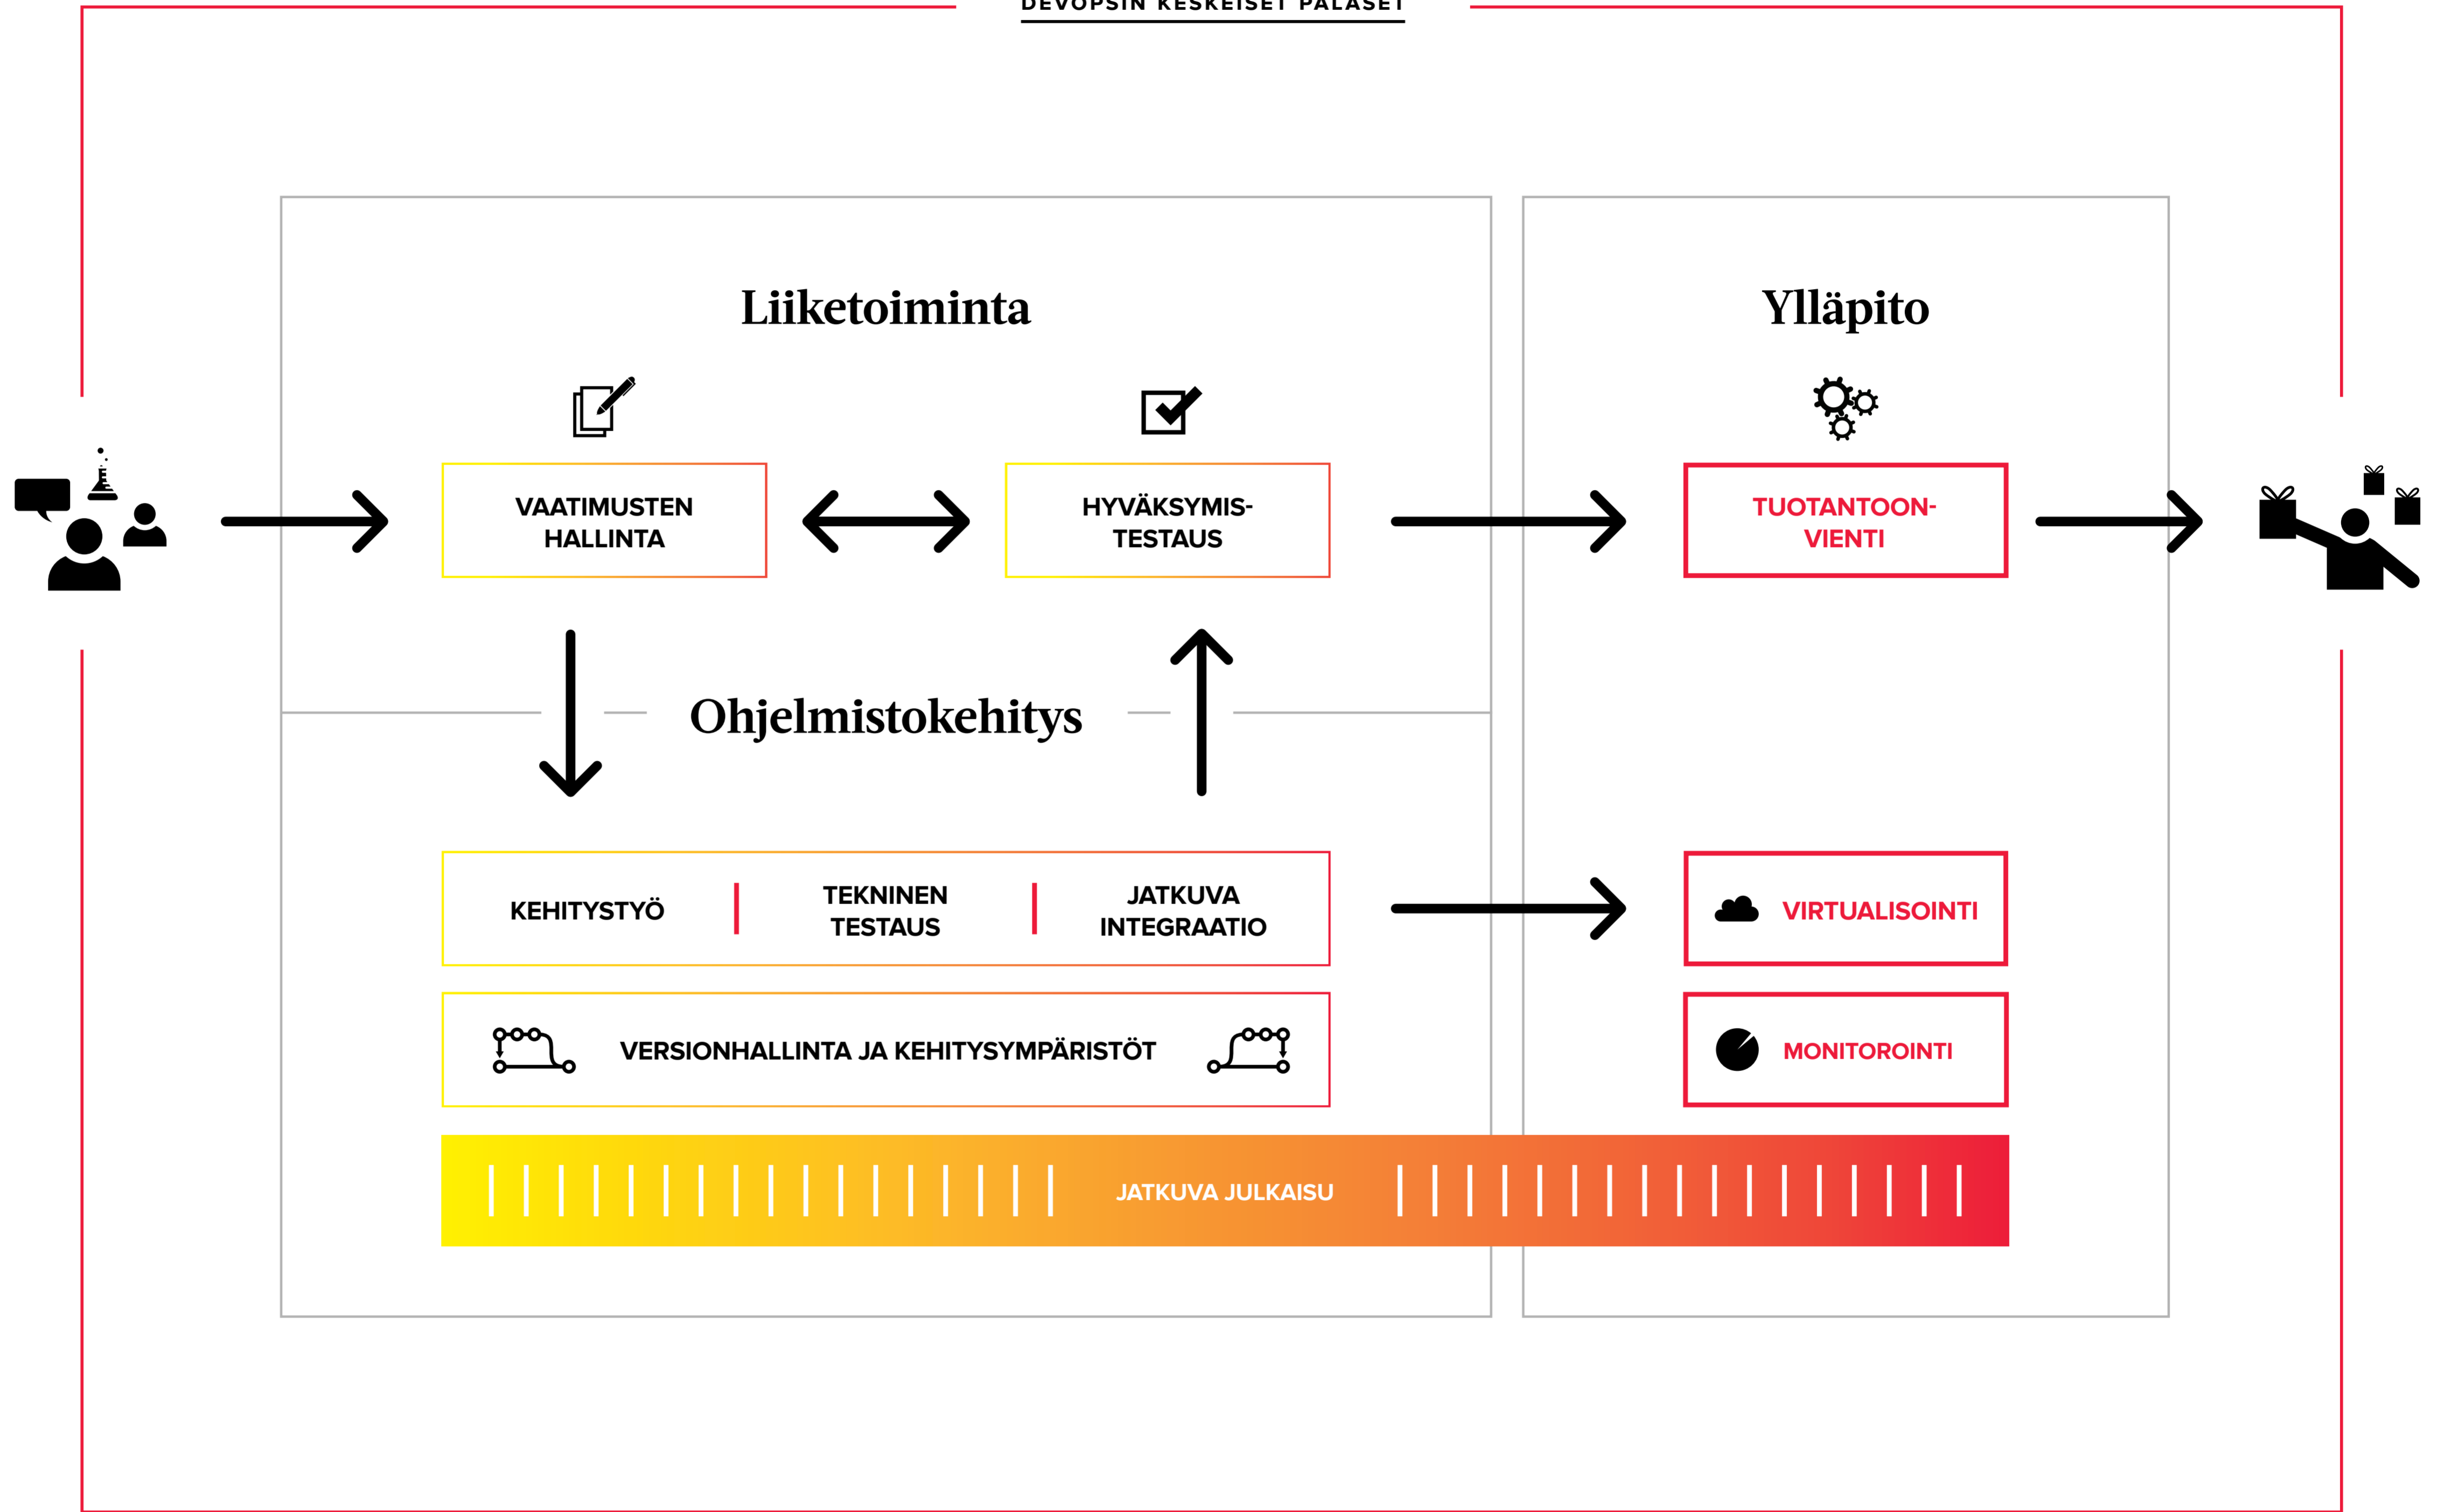 DEVOPSIN KESKEISET PALASET
Liiketoiminta
Ylläpito
VAATIMUSTEN
HALLINTA
HYVÄKSYMIS-
TESTAUS
TUOTANTOON-
VIENTI
Ohjelmistokehitys
KEHITYSTYÖ
TEKNINEN
TESTAUS
JATKUVA
INTEGRAATIO
VIRTUALISOINTI
VERSIONHALLINTA JA KEHITYSYMPÄRISTÖT
MONITOROINTI
JATKUVA JULKAISU